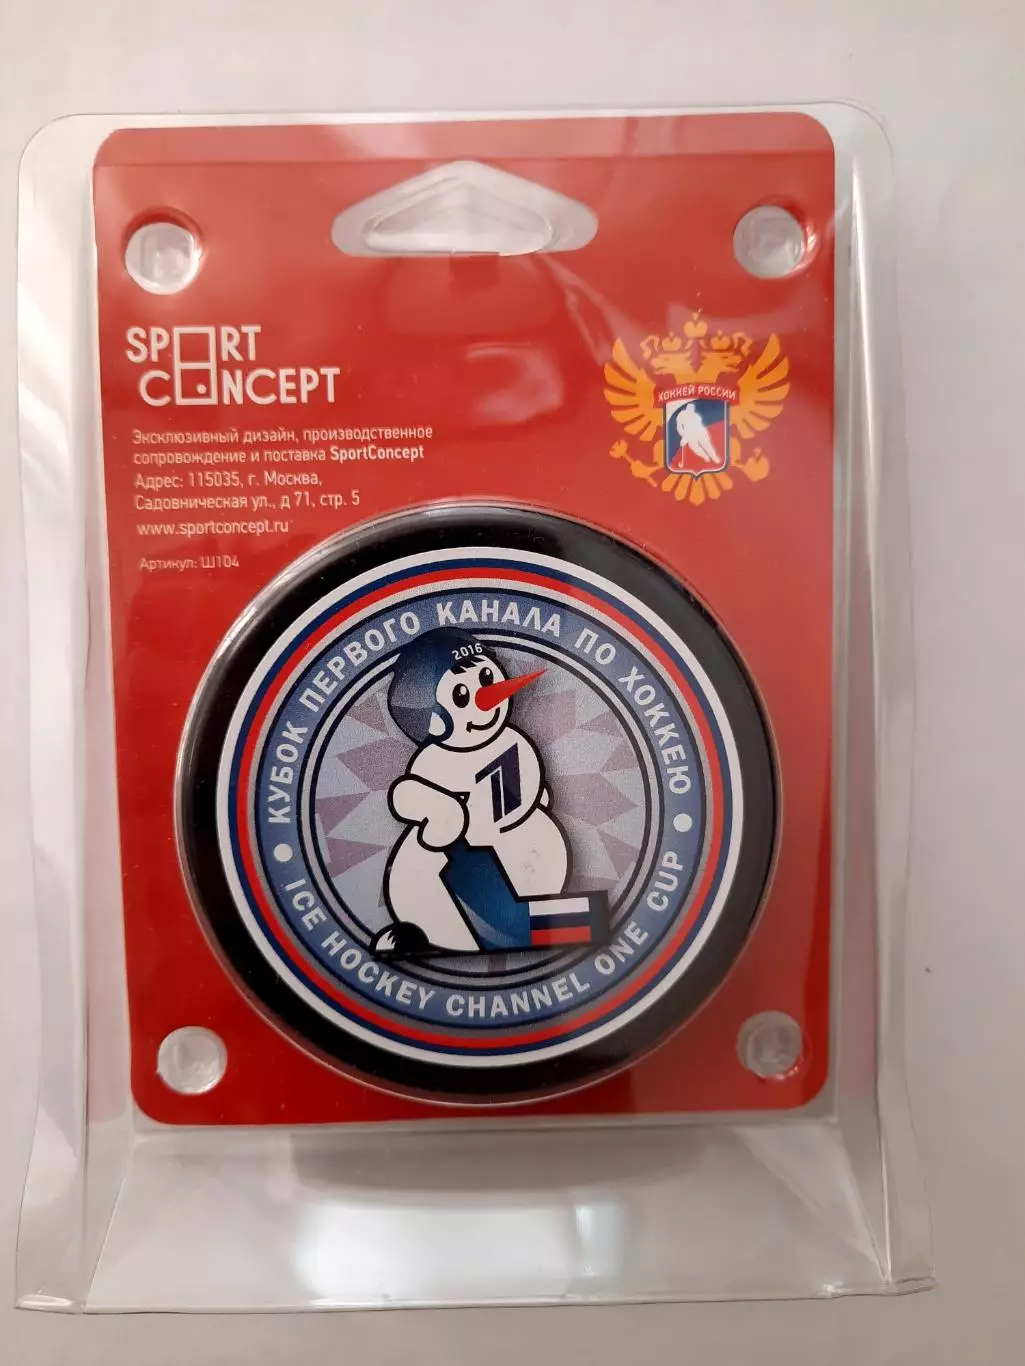 SPORT
CONCEPT
Эксклюзивный дизайн, производственное
сопровождение и поставка SportConcept
Адрес: 115035, г. Москва,
Садовническая ул., д 71, стр. 5
www.sportconcept.ru
Артикул: Ш104
ХОККЕЙ РОССИИ
КУБОК ПЕРВОГО КАНАЛА ПО ХОККЕЮ
2016
1
ICE HOCKEY CHANNEL ONE CUP